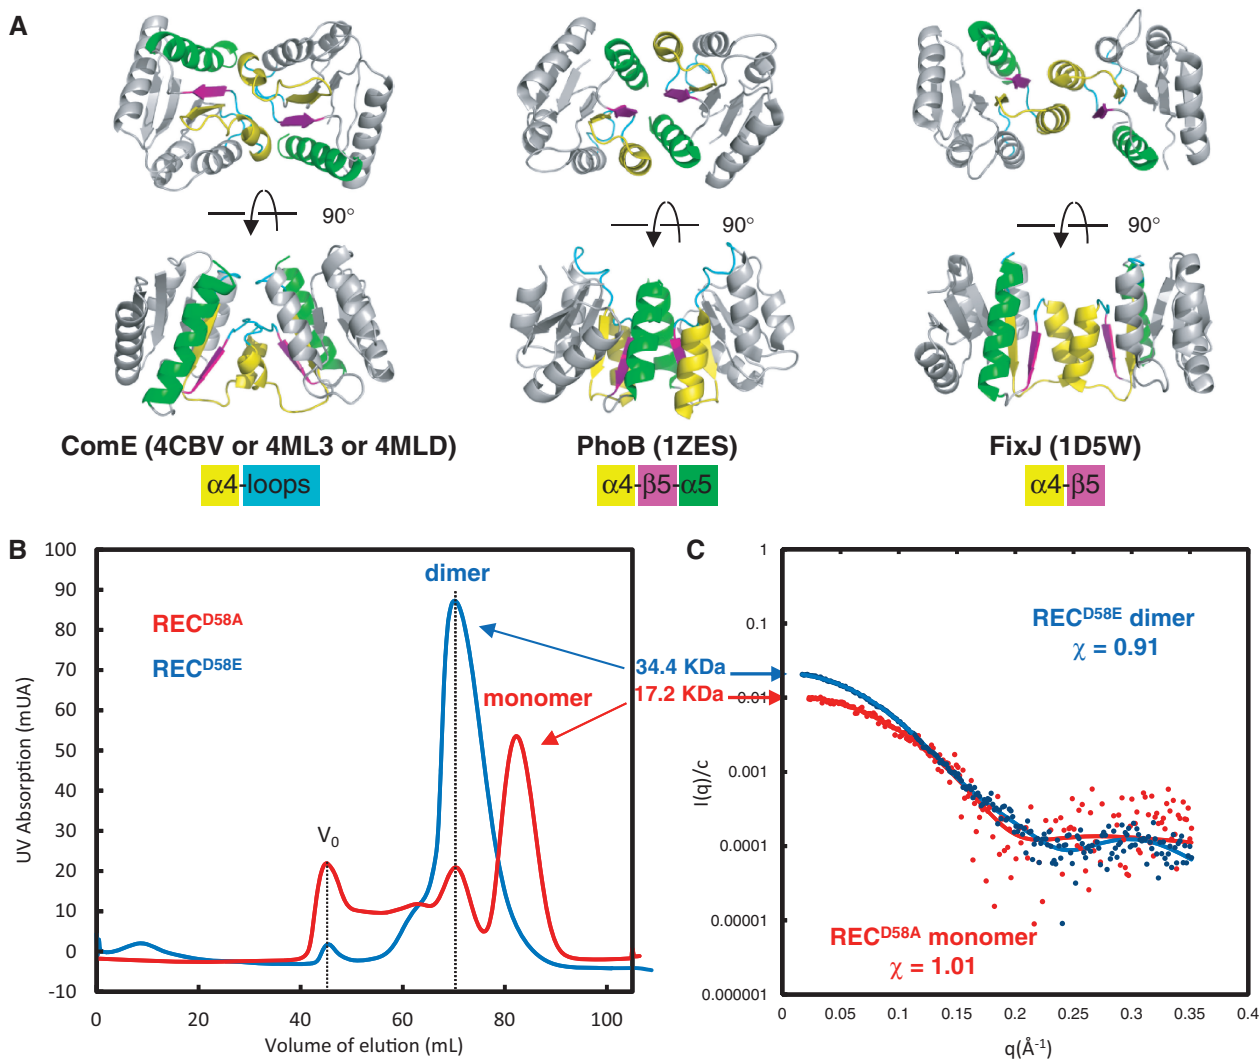 A
90°
90°
90°
ComE (4CBV or 4ML3 or 4MLD)
PhoB (1ZES)
FixJ (1D5W)
α4-loops
α4-β5-α5
α4-β5
B
100
90
80
70
60
50
40
30
20
10
0
-10
UV Absorption (mUA)
REC^D58A
REC^D58E
dimer
monomer
V₀
34.4 KDa
17.2 KDa
0
20
40
60
80
100
Volume of elution (mL)
C
1
0.1
0.01
0.001
0.0001
0.00001
0.000001
I(q)/c
REC^D58E dimer
χ = 0.91
REC^D58A monomer
χ = 1.01
0
0.05
0.1
0.15
0.2
0.25
0.3
0.35
0.4
q(Å⁻¹)